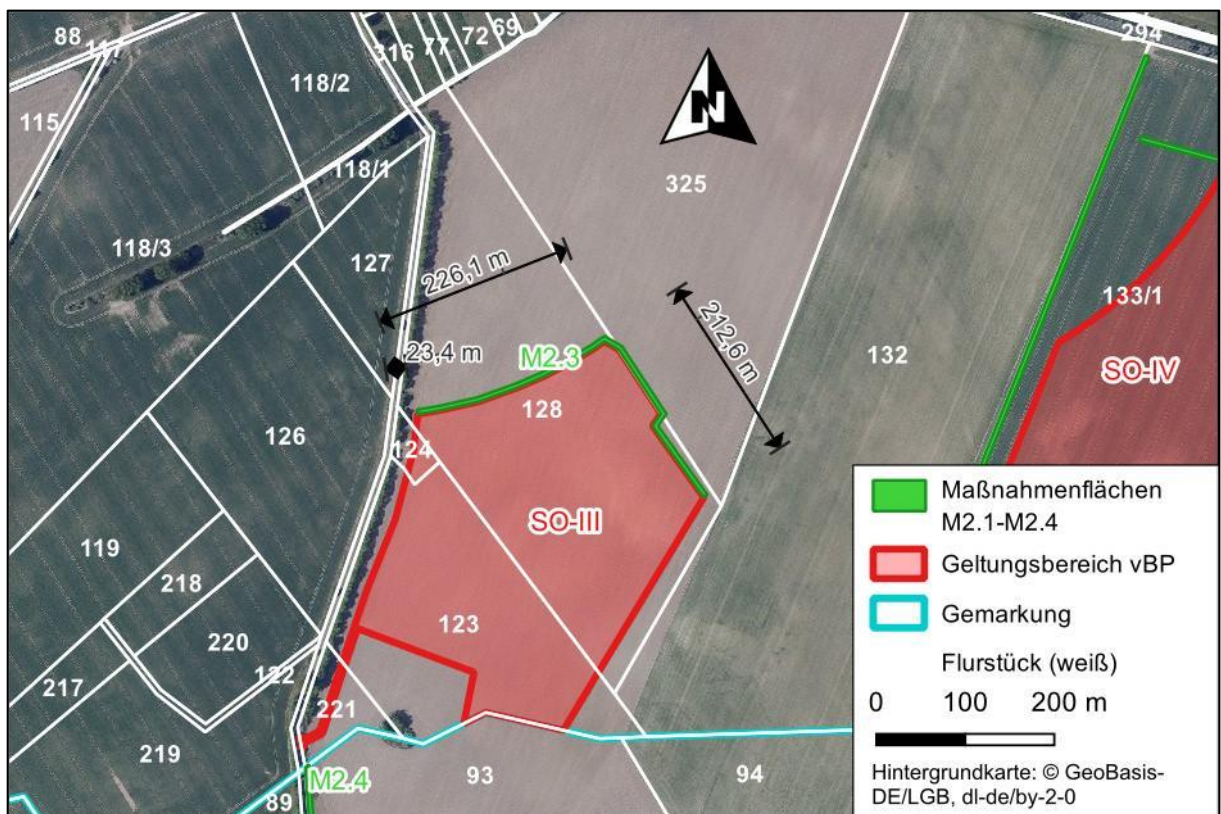 88
117
316
77
72
69
294
118/2
115
N
118/1
325
118/3
127
226,1 m
133/1
212,6 m
23,4 m
M2.3
132
SO-IV
128
126
124
SO-III
119
218
123
220
122
217
221
219
93
94
M2.4
89
Maßnahmenflächen
M2.1-M2.4
Geltungsbereich vBP
Gemarkung
Flurstück (weiß)
0 100 200 m
Hintergrundkarte: © GeoBasis-
DE/LGB, dl-de/by-2-0